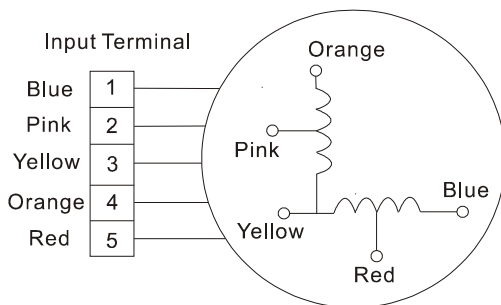 Input Terminal
Blue 1
Pink 2
Yellow 3
Orange 4
Red 5
Orange
Pink
Yellow
Blue
Red